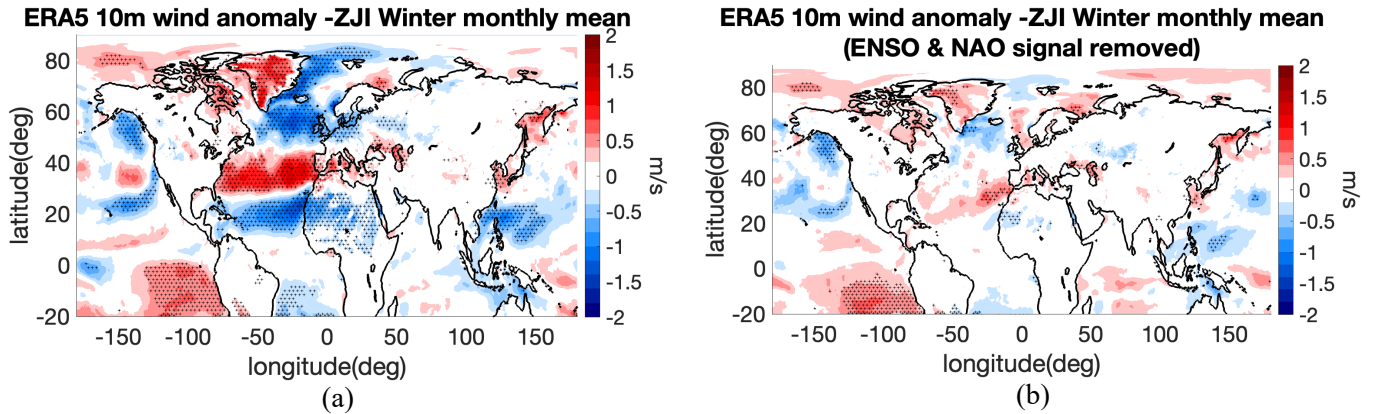 ERA5 10m wind anomaly -ZJI Winter monthly mean
80
60
40
20
0
-20
latitude(deg)
-150 -100 -50 0 50 100 150
longitude(deg)
2
1.5
1
0.5
0
-0.5
-1
-1.5
-2
m/s
(a)
ERA5 10m wind anomaly -ZJI Winter monthly mean
(ENSO & NAO signal removed)
80
60
40
20
0
-20
latitude(deg)
-150 -100 -50 0 50 100 150
longitude(deg)
2
1.5
1
0.5
0
-0.5
-1
-1.5
-2
m/s
(b)